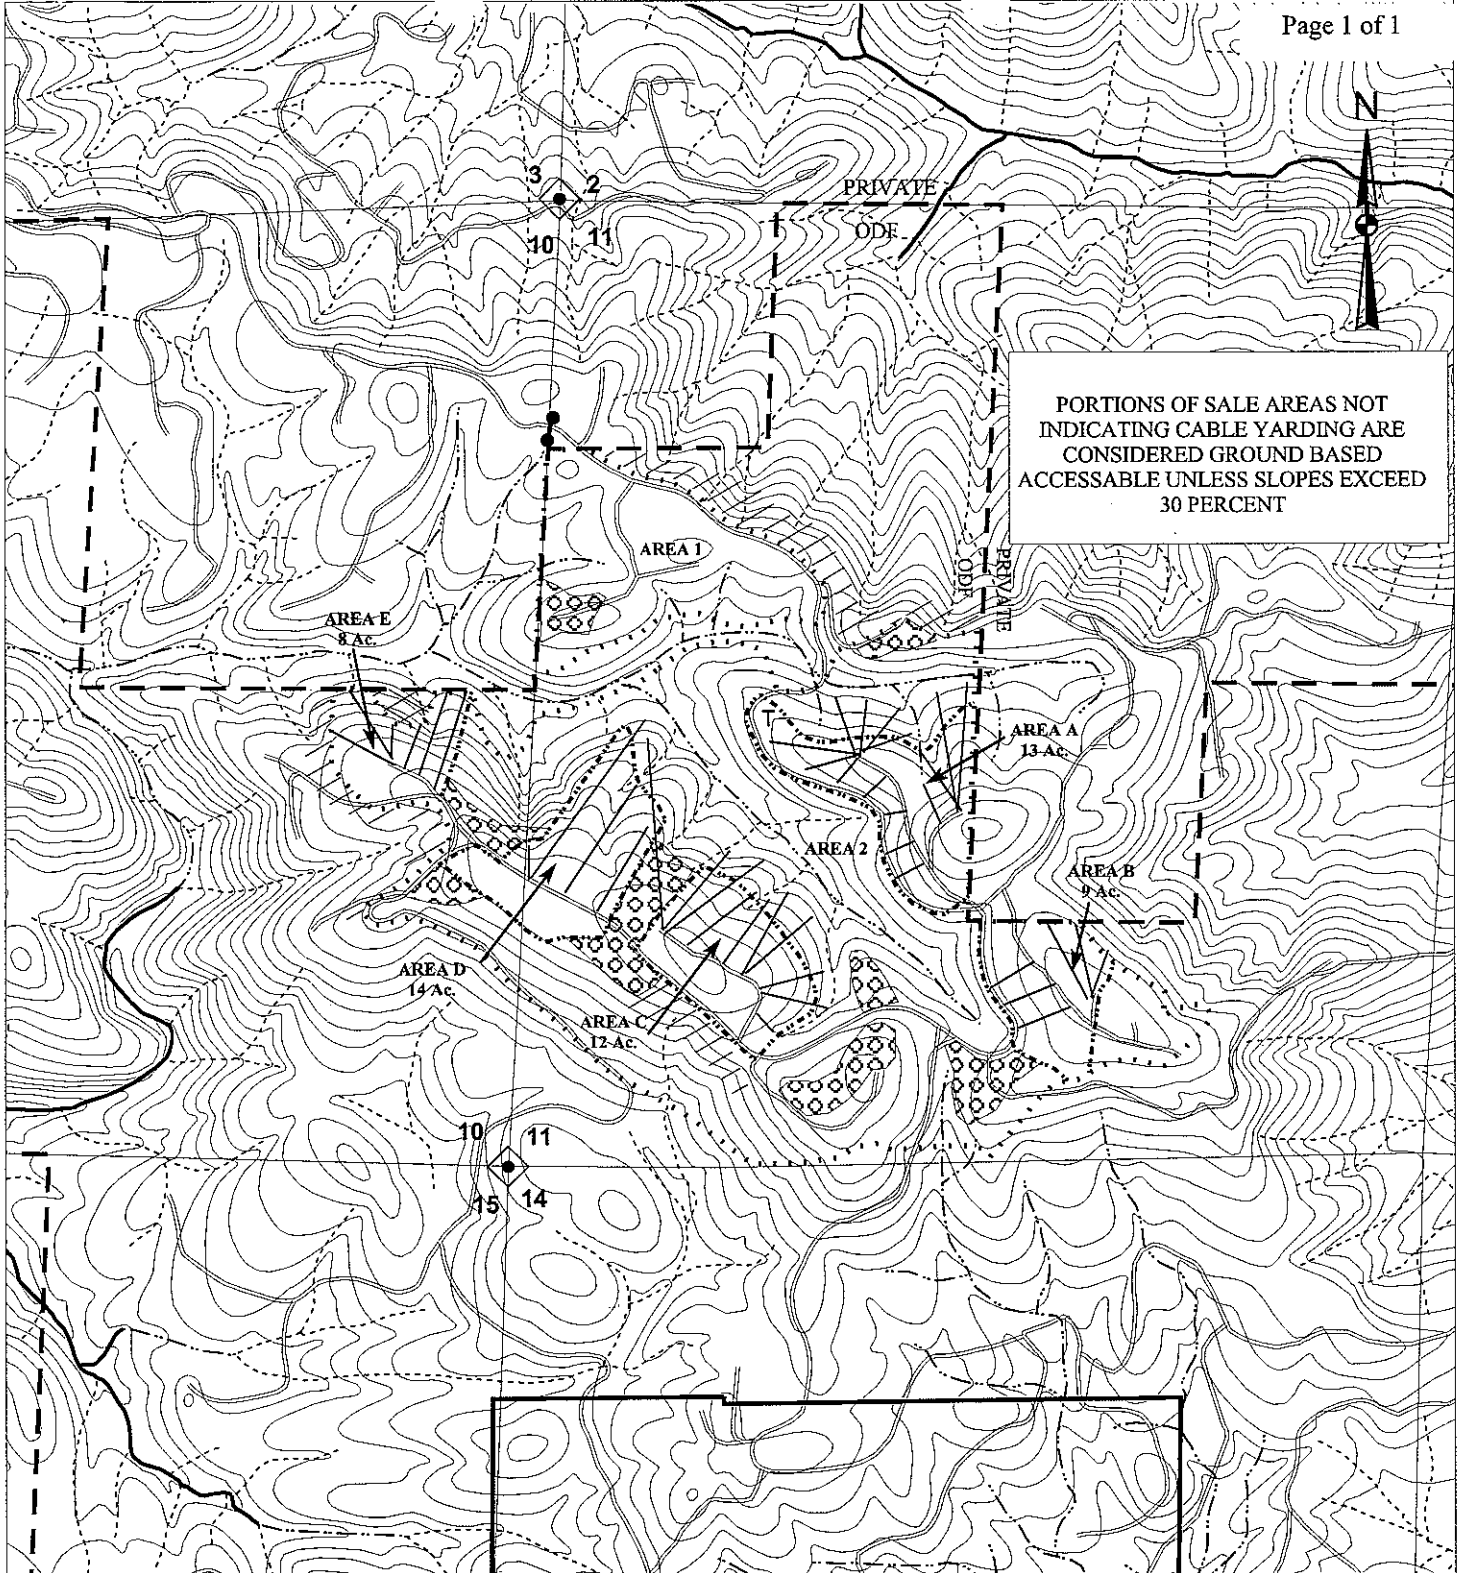 Page 1 of 1
N
3
2
10
11
PRIVATE
ODF
PORTIONS OF SALE AREAS NOT
INDICATING CABLE YARDING ARE
CONSIDERED GROUND BASED
ACCESSABLE UNLESS SLOPES EXCEED
30 PERCENT
AREA 1
PRIVATE
ODF
AREA E
8 Ac.
T
AREA A
13 Ac.
AREA 2
AREA B
9 Ac.
AREA D
14 Ac.
AREA C
12 Ac.
10
11
15
14